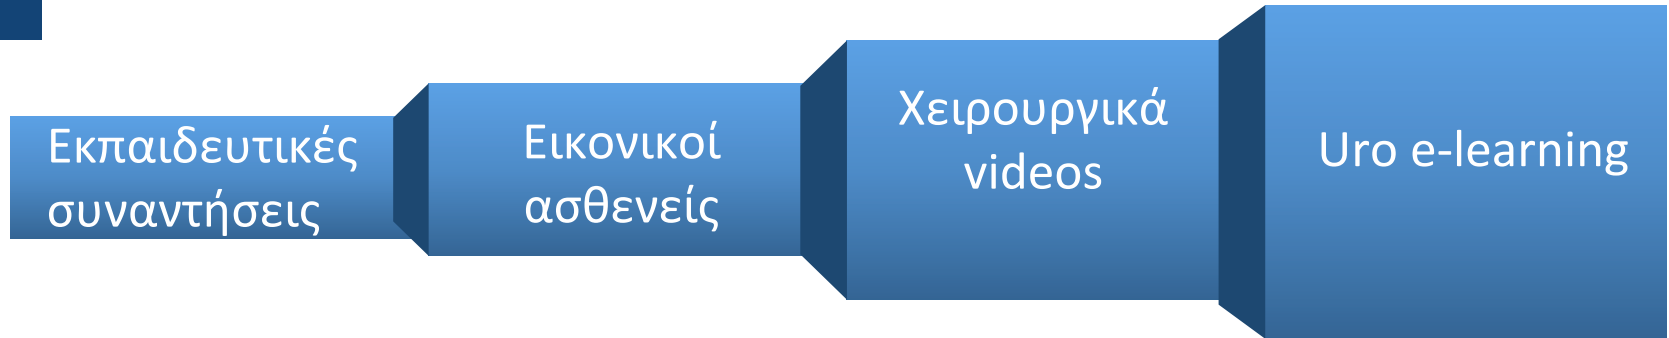 Εκπαιδευτικές
συναντήσεις
Εικονικοί
ασθενείς
Χειρουργικά
videos
Uro e-learning